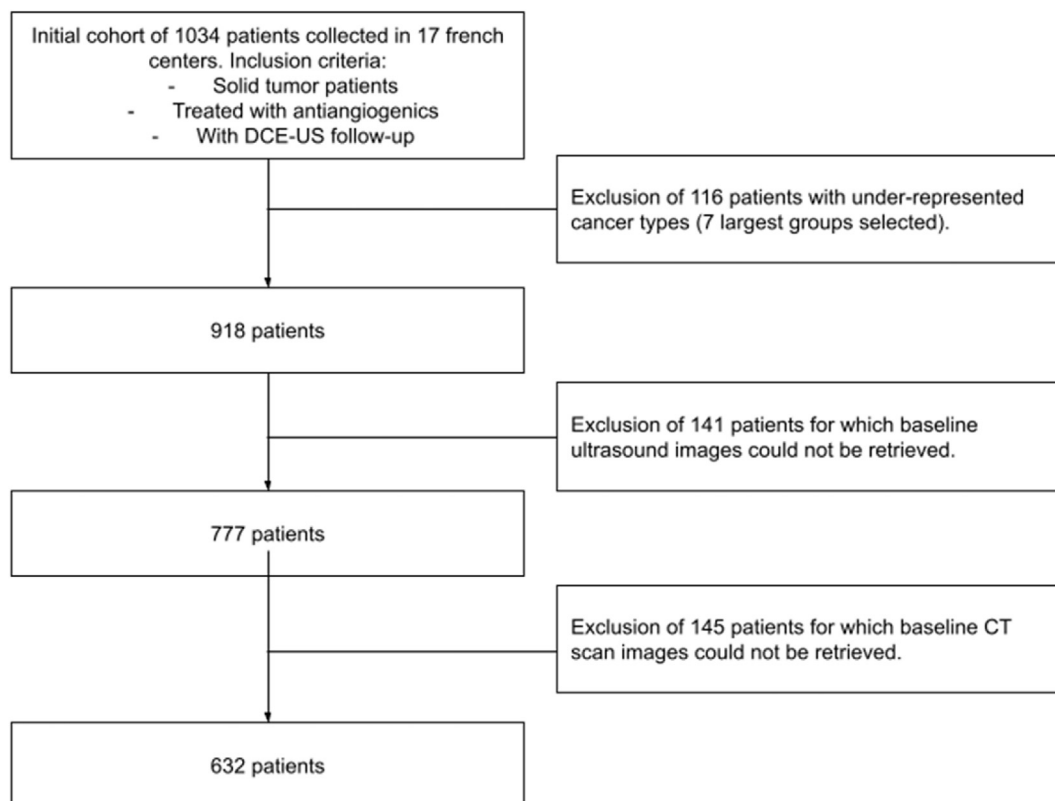 Initial cohort of 1034 patients collected in 17 french
centers. Inclusion criteria:
- Solid tumor patients
- Treated with antiangiogenics
- With DCE-US follow-up
Exclusion of 116 patients with under-represented
cancer types (7 largest groups selected).
918 patients
Exclusion of 141 patients for which baseline
ultrasound images could not be retrieved.
777 patients
Exclusion of 145 patients for which baseline CT
scan images could not be retrieved.
632 patients